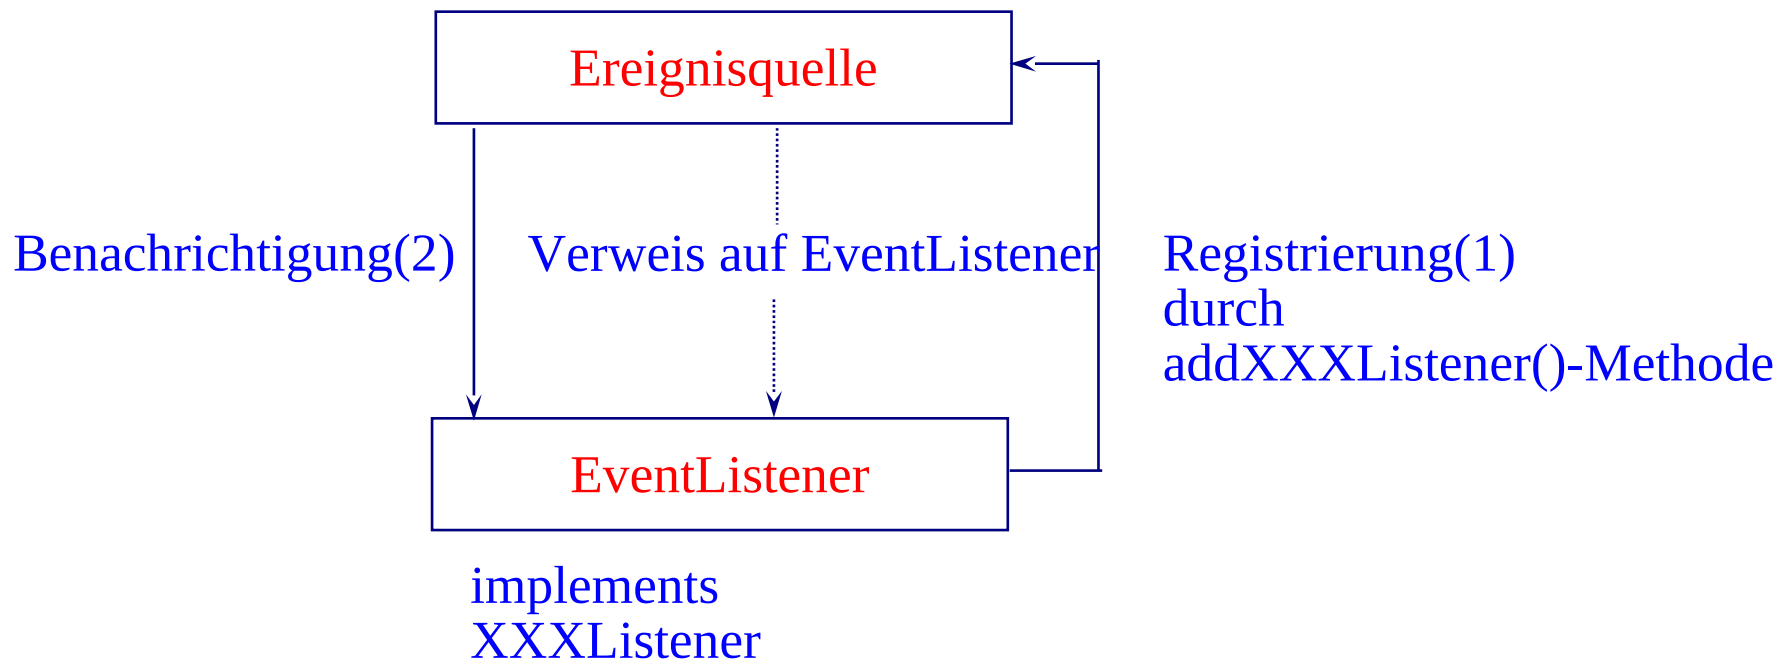 Ereignisquelle
Benachrichtigung(2)
Verweis auf EventListener
Registrierung(1)
durch
addXXXListener()-Methode
EventListener
implements
XXXListener